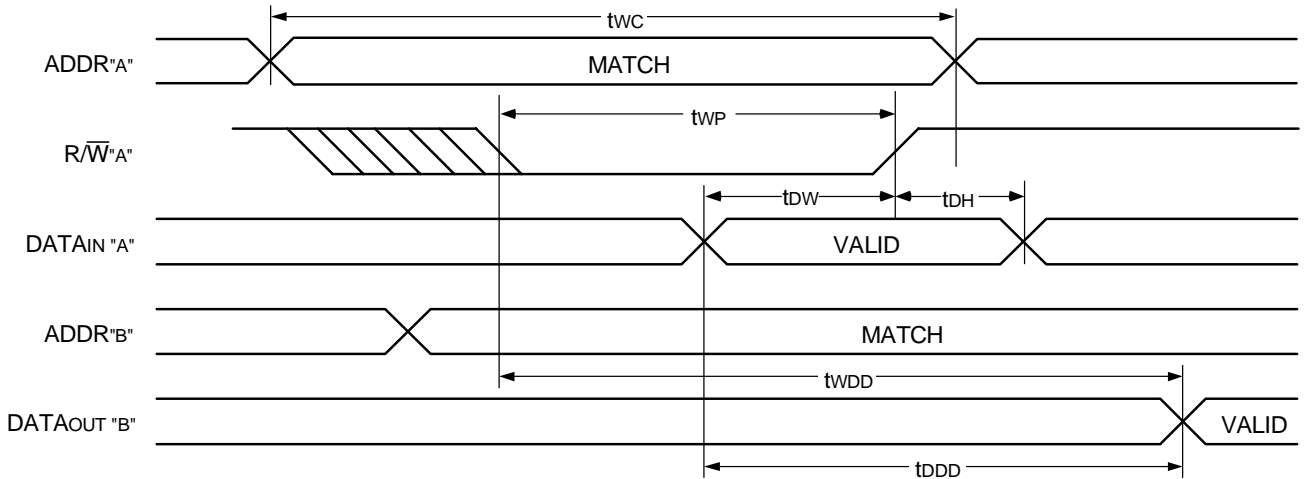 tWC
ADDR"A"
MATCH
tWP
R/W̅"A"
tDW
tDH
DATAIN "A"
VALID
ADDR"B"
MATCH
tWDD
DATAOUT "B"
VALID
tDDD